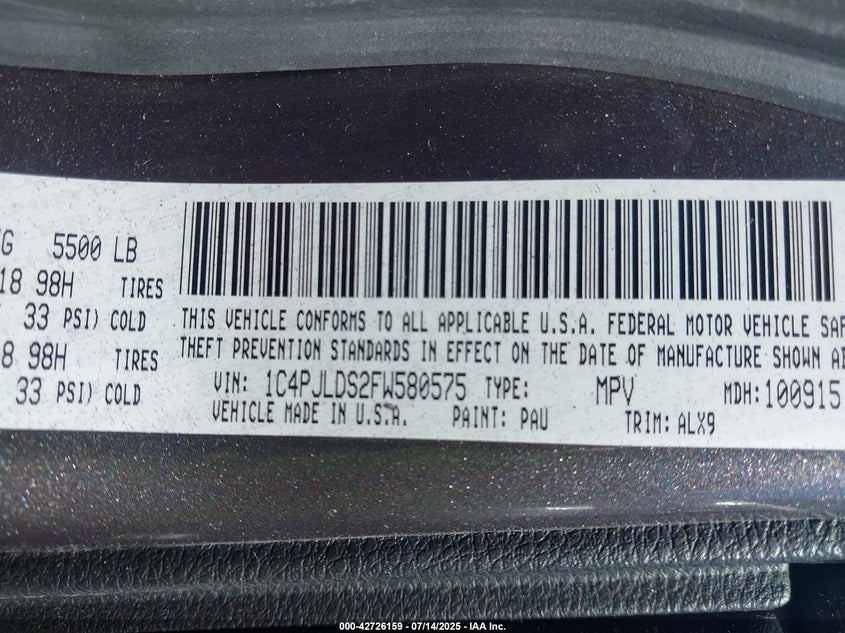 5500 LB
18 98H TIRES
33 PSI) COLD
98H TIRES
33 PSI) COLD
THIS VEHICLE CONFORMS TO ALL APPLICABLE U.S.A. FEDERAL MOTOR VEHICLE SAF
THEFT PREVENTION STANDARDS IN EFFECT ON THE DATE OF MANUFACTURE SHOWN AB
VIN: 1C4PJLDS2FW580575 TYPE: MPV MDH: 100915
VEHICLE MADE IN U.S.A. PAINT: PAU TRIM: ALX9
000-42726159 - 07/14/2025 - IAA Inc.